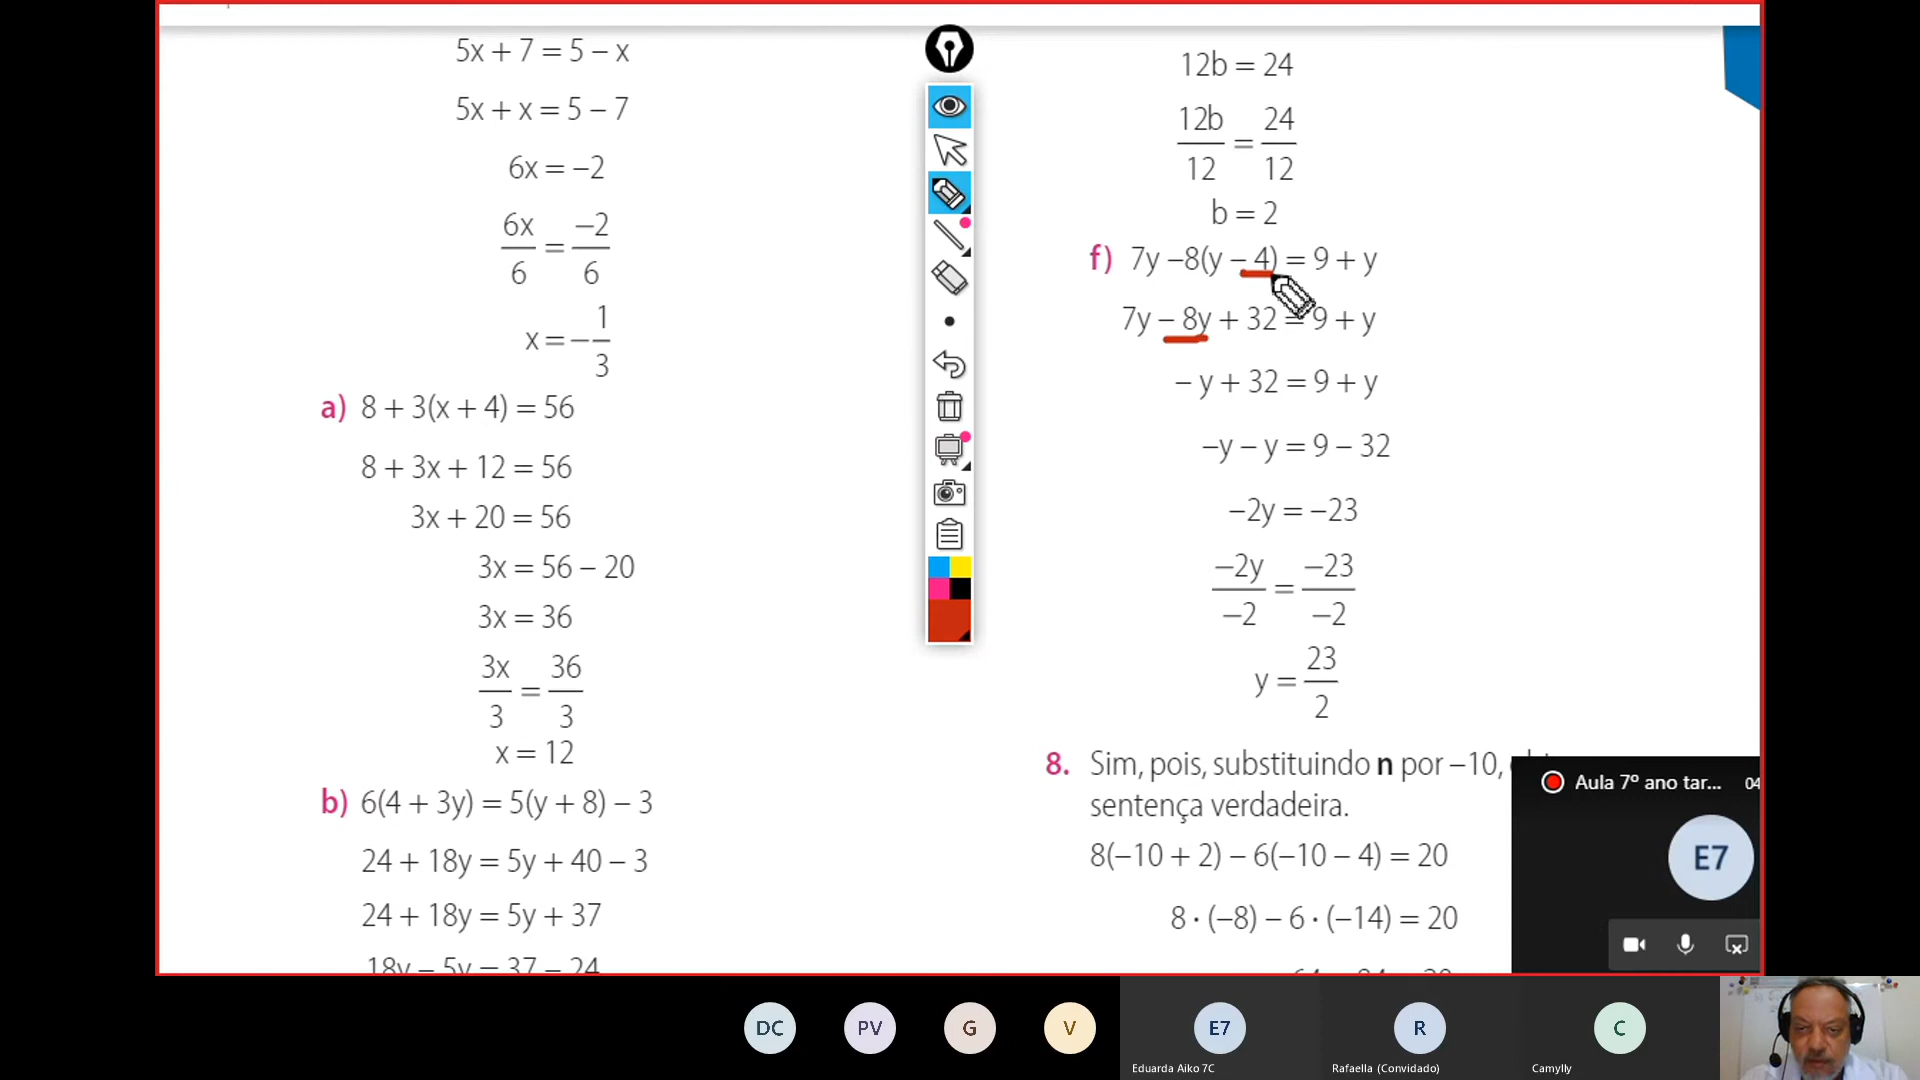 5x + 7 = 5 – x
5x + x = 5 – 7
6x = –2
6x/6 = –2/6
x = –1/3
a) 8 + 3(x + 4) = 56
8 + 3x + 12 = 56
3x + 20 = 56
3x = 56 – 20
3x = 36
3x/3 = 36/3
x = 12
b) 6(4 + 3y) = 5(y + 8) – 3
24 + 18y = 5y + 40 – 3
24 + 18y = 5y + 37
18y – 5y = 37 – 24
12b = 24
12b/12 = 24/12
b = 2
f) 7y –8(y – 4) = 9 + y
7y – 8y + 32 = 9 + y
– y + 32 = 9 + y
–y – y = 9 – 32
–2y = –23
–2y/–2 = –23/–2
y = 23/2
8. Sim, pois, substituindo n por –10,
sentença verdadeira.
8(–10 + 2) – 6(–10 – 4) = 20
8 · (–8) – 6 · (–14) = 20
Aula 7º ano tar... 04
E7
DC PV G V E7 R C
Eduarda Aiko 7C Rafaella (Convidado) Camylly